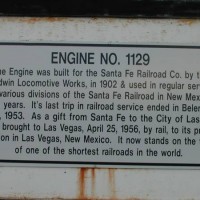 ENGINE NO. 1129
e Engine was built for the Santa Fe Railroad Co. by th
dwin Locomotive Works, in 1902 & used in regular serv
various divisions of the Santa Fe Railroad in New Mex
years. It's last trip in railroad service ended in Belen
, 1953. As a gift from Santa Fe to the City of Las
brought to Las Vegas, April 25, 1956, by rail, to its pr
on in Las Vegas, New Mexico. It now stands on the
of one of the shortest railroads in the world.